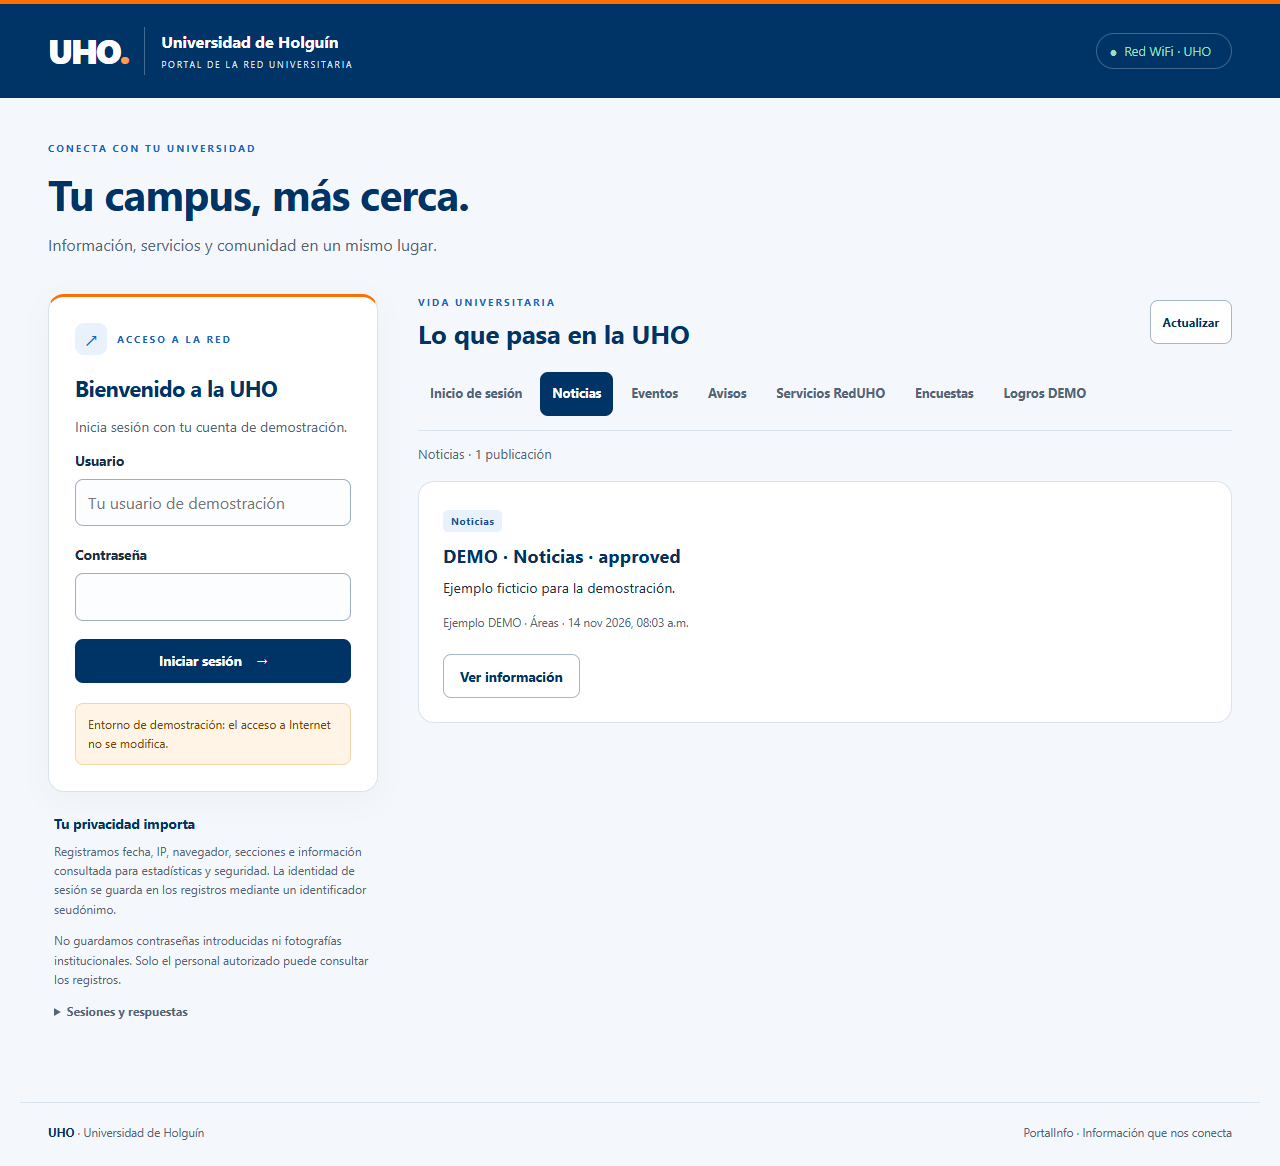 UHO.
Universidad de Holguín
PORTAL DE LA RED UNIVERSITARIA
Red WiFi · UHO
CONECTA CON TU UNIVERSIDAD
Tu campus, más cerca.
Información, servicios y comunidad en un mismo lugar.
ACCESO A LA RED
Bienvenido a la UHO
Inicia sesión con tu cuenta de demostración.
Usuario
Tu usuario de demostración
Contraseña
Iniciar sesión →
Entorno de demostración: el acceso a Internet
no se modifica.
Tu privacidad importa
Registramos fecha, IP, navegador, secciones e información
consultada para estadísticas y seguridad. La identidad de
sesión se guarda en los registros mediante un identificador
seudónimo.
No guardamos contraseñas introducidas ni fotografías
institucionales. Solo el personal autorizado puede consultar
los registros.
Sesiones y respuestas
VIDA UNIVERSITARIA
Lo que pasa en la UHO
Actualizar
Inicio de sesión Noticias Eventos Avisos Servicios RedUHO Encuestas Logros DEMO
Noticias · 1 publicación
Noticias
DEMO · Noticias · approved
Ejemplo ficticio para la demostración.
Ejemplo DEMO · Áreas · 14 nov 2026, 08:03 a.m.
Ver información
UHO · Universidad de Holguín
PortalInfo · Información que nos conecta